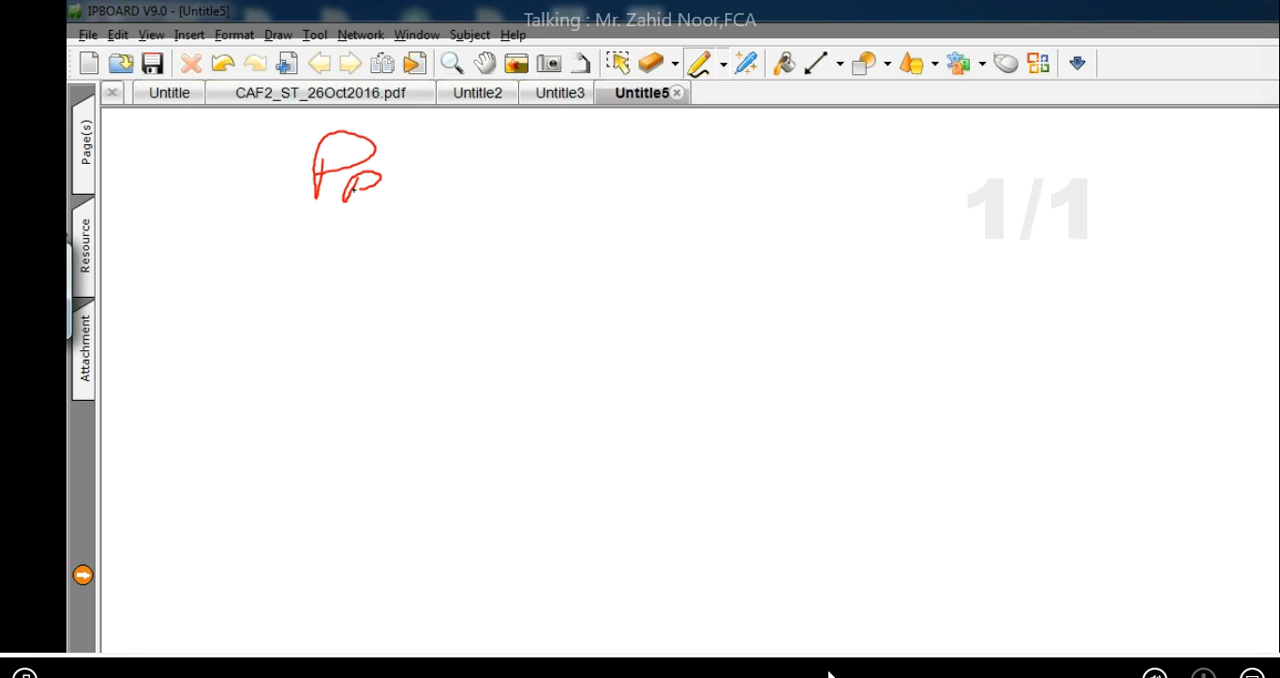 IPBOARD V9.0 - [Untitle5]
Talking : Mr. Zahid Noor,FCA
File Edit View Insert Format Draw Tool Network Window Subject Help
Untitle CAF2_ST_26Oct2016.pdf Untitle2 Untitle3 Untitle5
Page(s)
Resource
Attachment
Pp
1/1